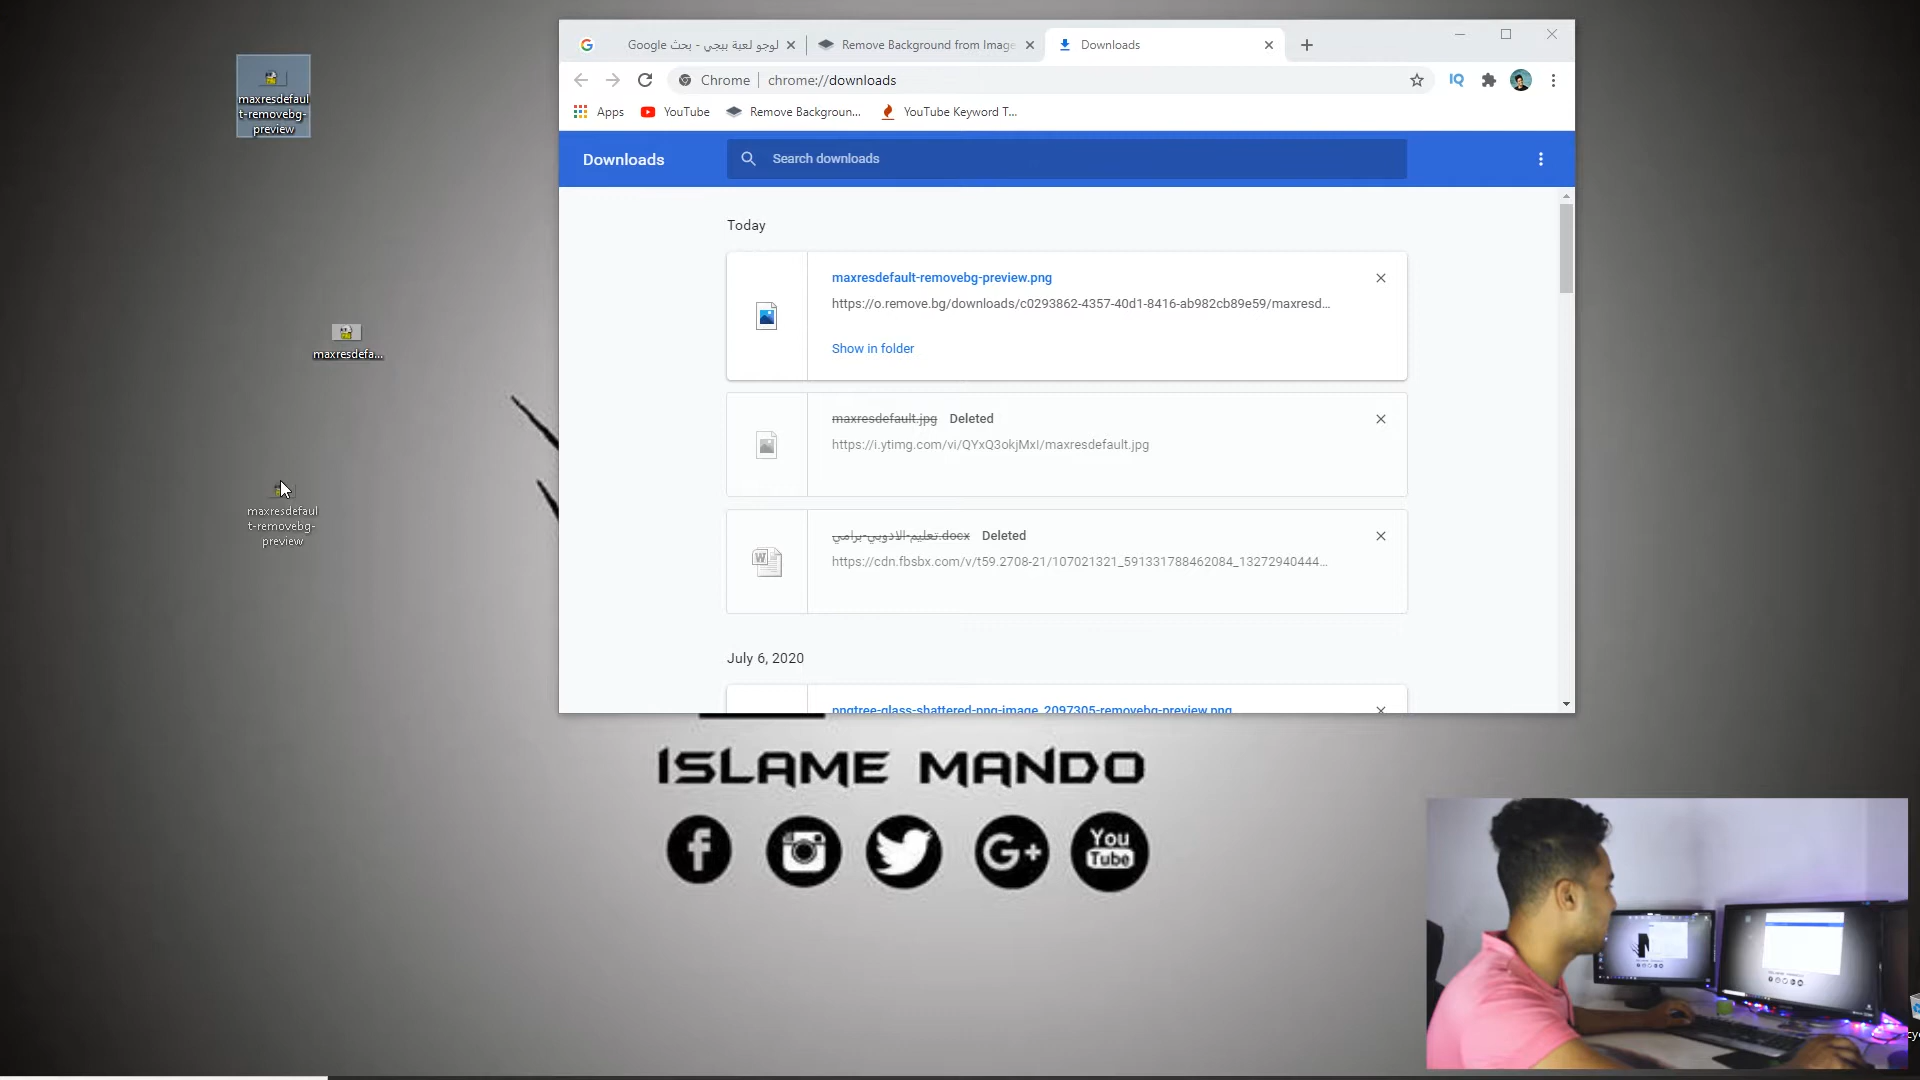 maxresdefaul
t-removebg-
preview
maxresdefa...
maxresdefaul
t-removebg-
preview
لوجو لعبة ببجي - بحث Google
Remove Background from Image
Downloads
Chrome
chrome://downloads
IQ
Apps
YouTube
Remove Backgroun...
YouTube Keyword T...
Downloads
Search downloads
Today
maxresdefault-removebg-preview.png
https://o.remove.bg/downloads/c0293862-4357-40d1-8416-ab982cb89e59/maxresd...
Show in folder
maxresdefault.jpg Deleted
https://i.ytimg.com/vi/QYxQ3okjMxI/maxresdefault.jpg
تعليم-الادوبي-برامي.docx Deleted
https://cdn.fbsbx.com/v/t59.2708-21/107021321_591331788462084_13272940444...
July 6, 2020
pngtree-glass-shattered-png-image_2097305-removebg-preview.png
ISLAME MANDO
G+
You
Tube